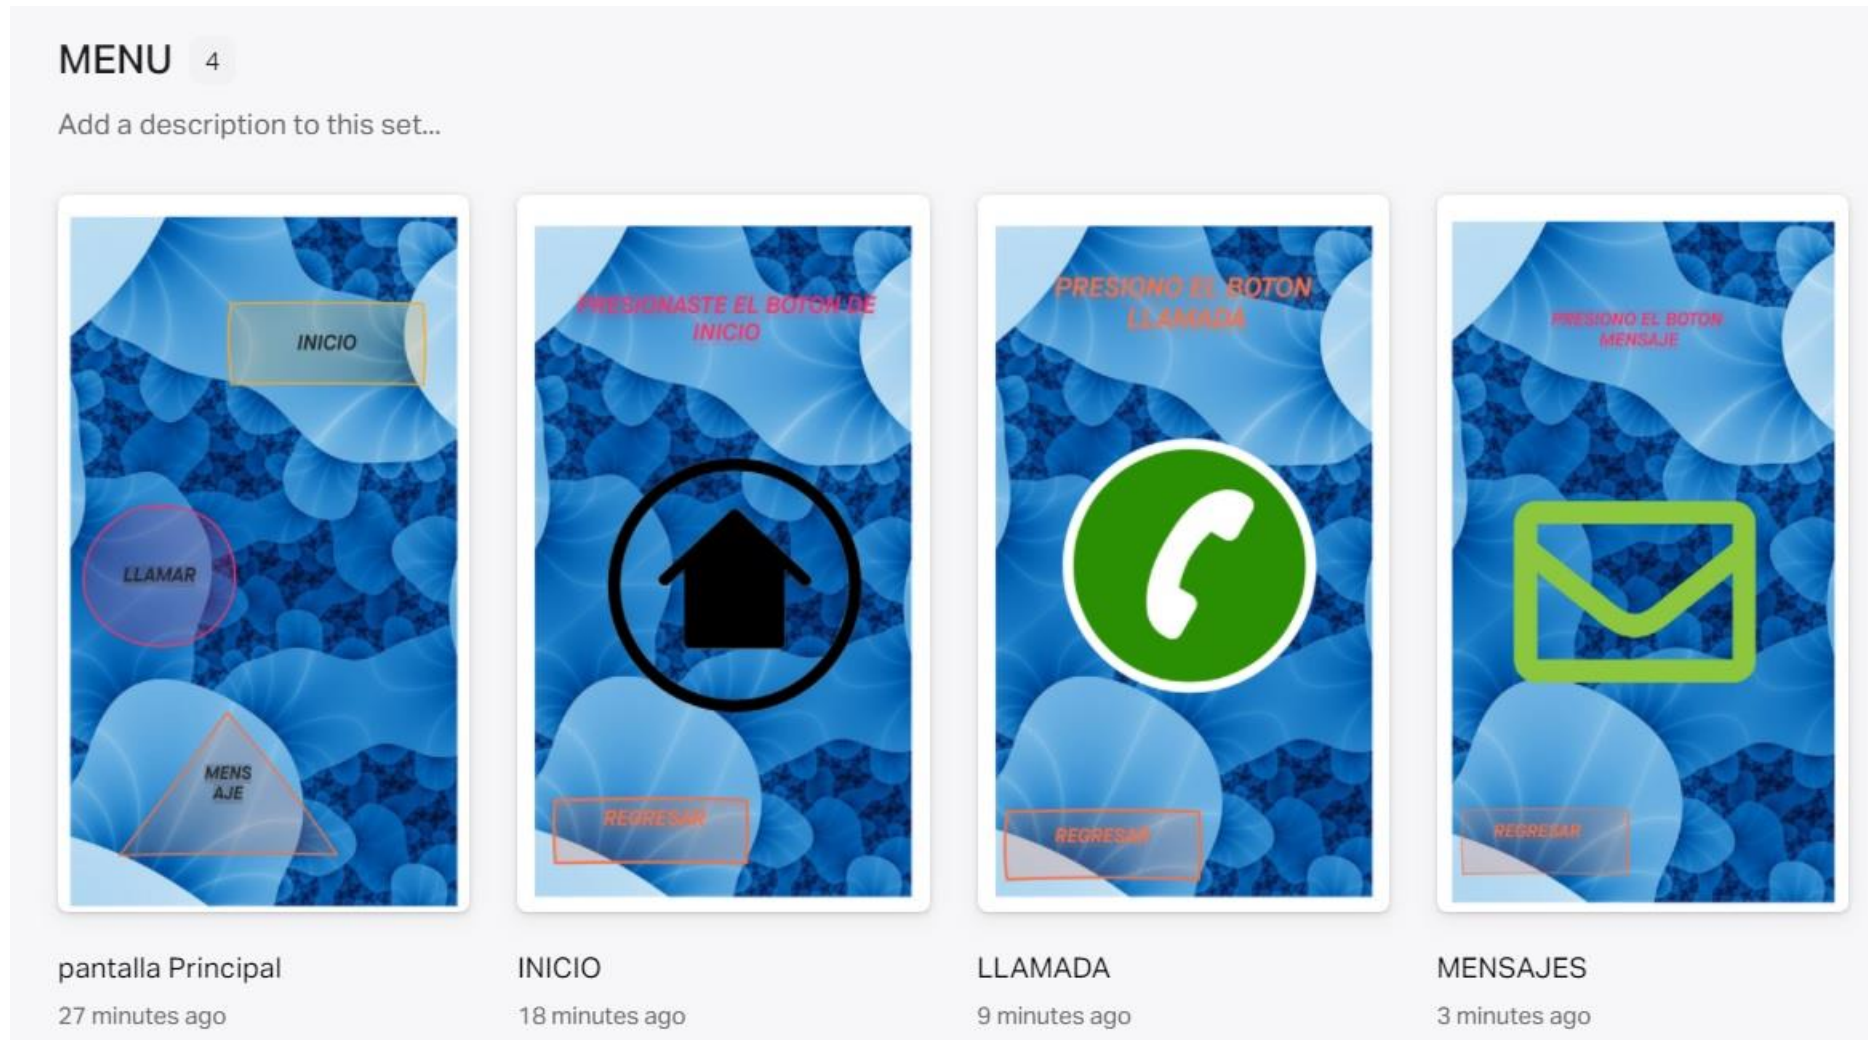 MENU 4
Add a description to this set...
INICIO
LLAMAR
MENS
AJE
PRESIONASTE EL BOTON DE
INICIO
REGRESAR
PRESIONO EL BOTON
LLAMADA
REGRESAR
PRESIONO EL BOTON
MENSAJE
REGRESAR
pantalla Principal
27 minutes ago
INICIO
18 minutes ago
LLAMADA
9 minutes ago
MENSAJES
3 minutes ago